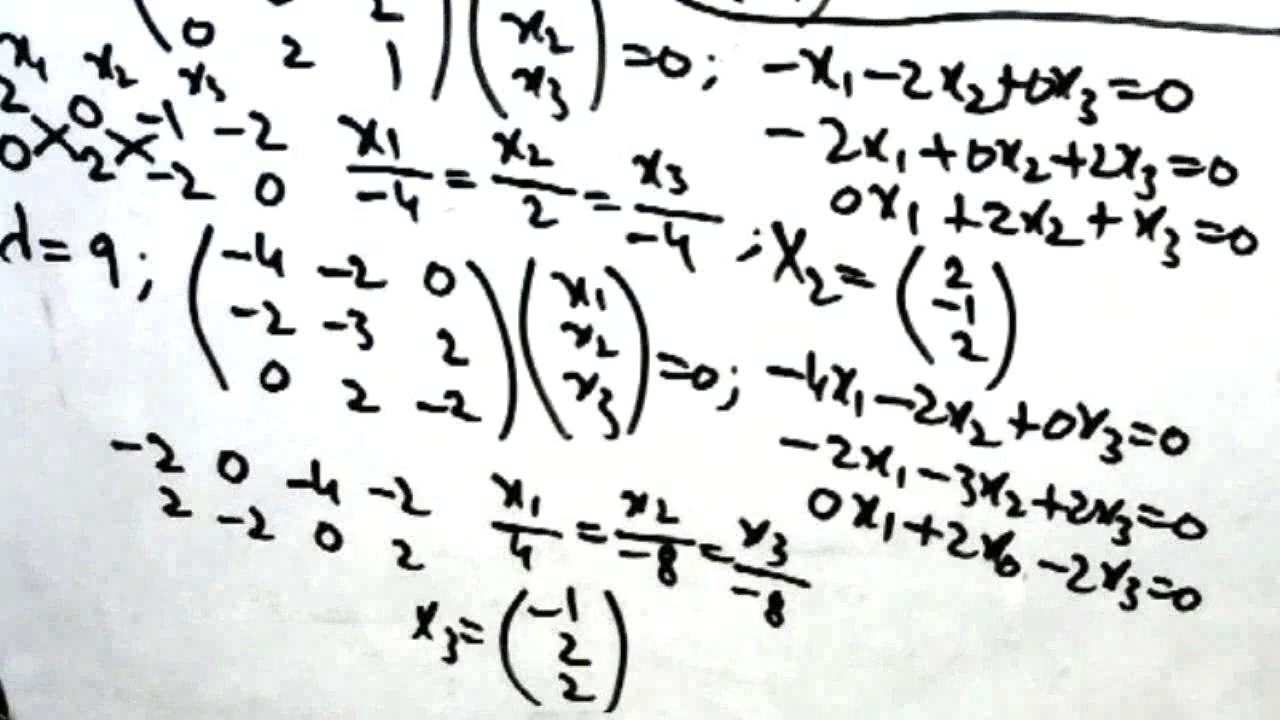 0 2 1 x2 x3 =0; -x1-2x2+0x3=0
x1 x2 x3
2 0 -1 -2
0 2 -2 0
x1/-4 = x2/2 = x3/-4
-2x1+0x2+2x3=0
0x1+2x2+x3=0
; X2= (2 -1 2)
λ=9; (-4 -2 0
-2 -3 2
0 2 -2) (x1 x2 x3) =0; -4x1-2x2+0x3=0
-2x1-3x2+2x3=0
0x1+2x -2x3=0
-2 0 -4 -2
2 -2 0 2
x1/4 = x2/-8 = x3/-8
x3= (-1 2 2)